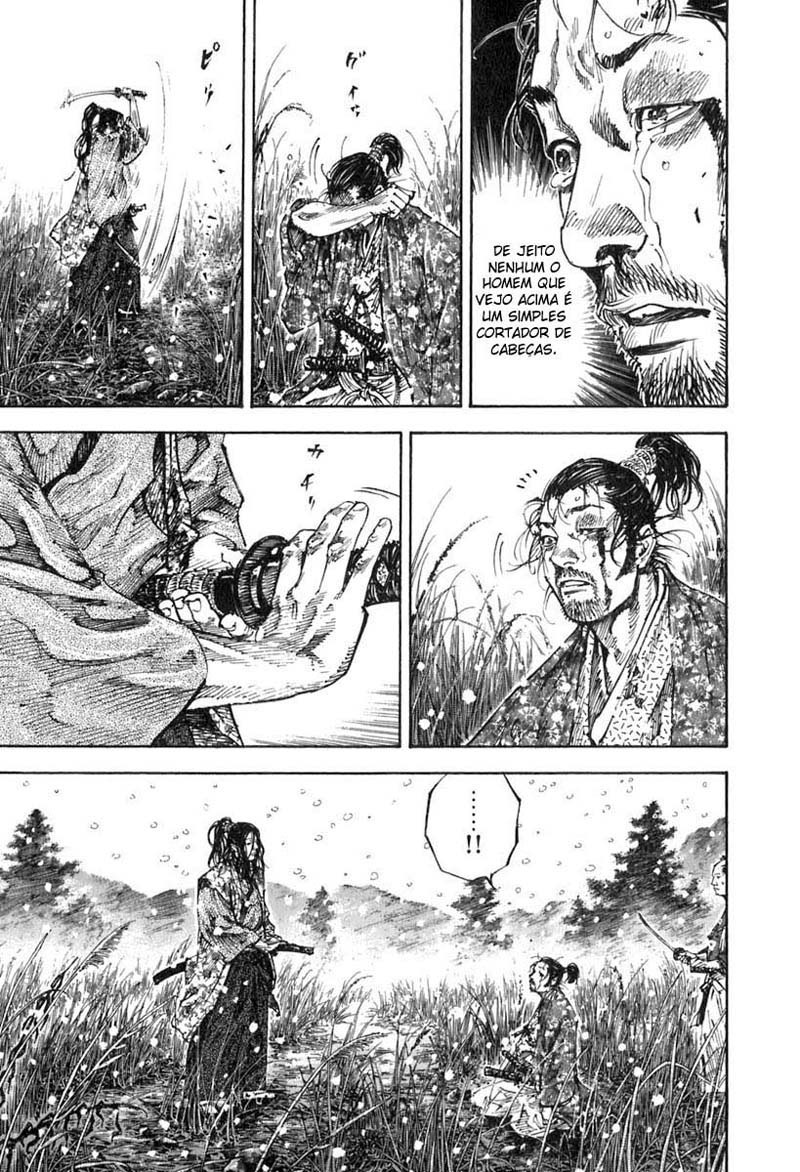 DE JEITO
NENHUM O
HOMEM QUE
VEJO ACIMA É
UM SIMPLES
CORTADOR DE
CABEÇAS.
グイッ
ピッ
カチッ
......!!